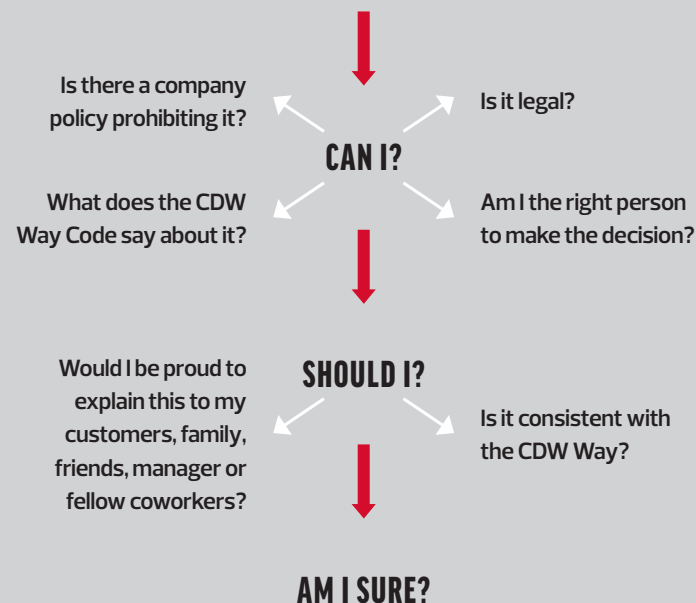 Is there a company
policy prohibiting it?
Is it legal?
CAN I?
What does the CDW
Way Code say about it?
Am I the right person
to make the decision?
SHOULD I?
Would I be proud to
explain this to my
customers, family,
friends, manager or
fellow coworkers?
Is it consistent with
the CDW Way?
AM I SURE?